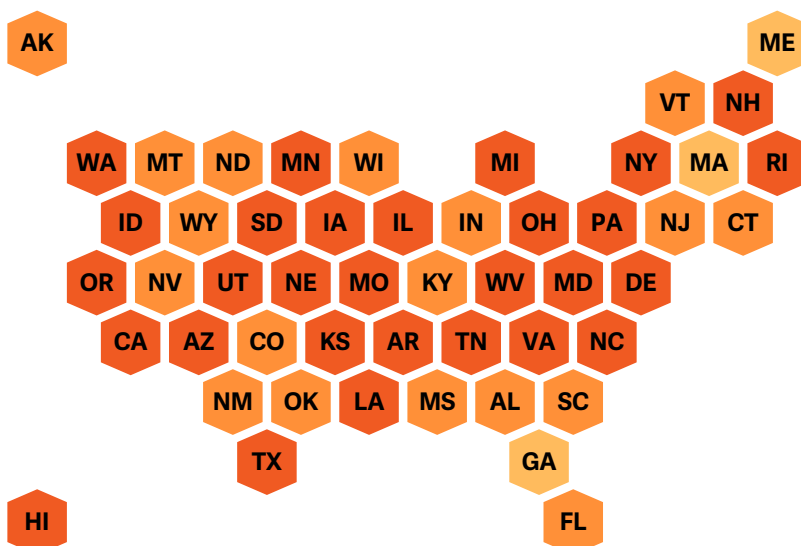 AK ME
VT NH
WA MT ND MN WI MI NY MA RI
ID WY SD IA IL IN OH PA NJ CT
OR NV UT NE MO KY WV MD DE
CA AZ CO KS AR TN VA NC
NM OK LA MS AL SC
TX GA
HI FL